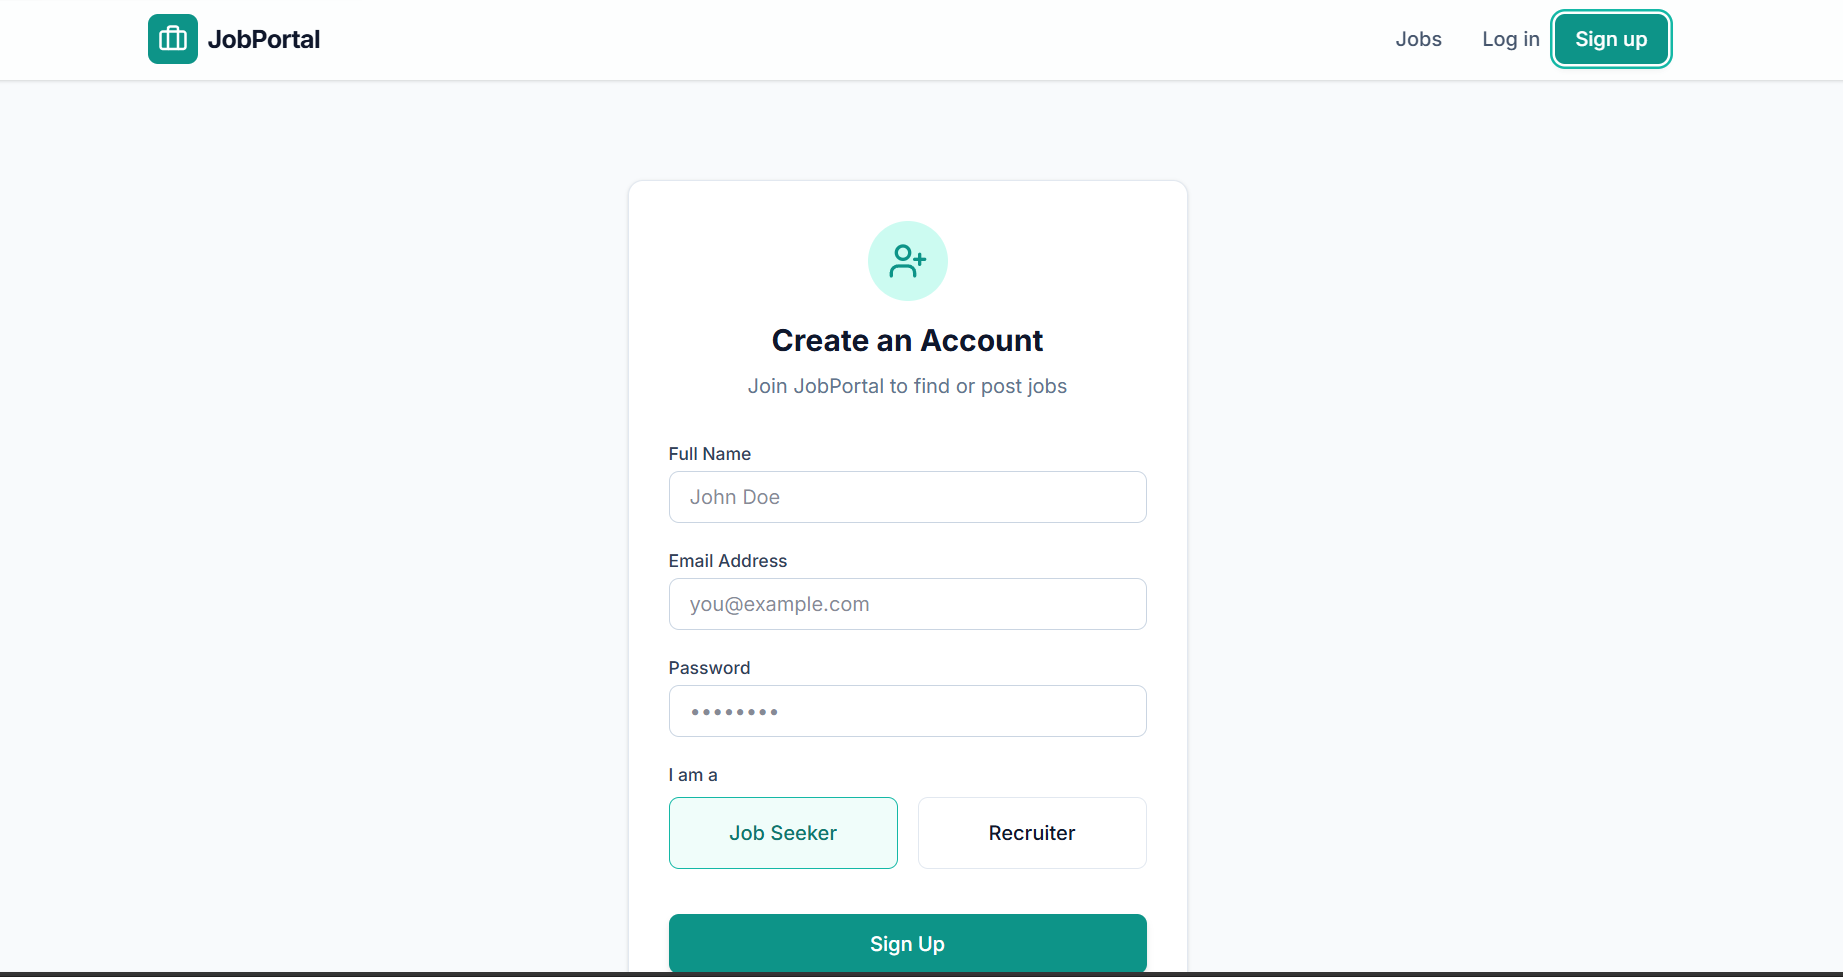 JobPortal
Jobs
Log in
Sign up
Create an Account
Join JobPortal to find or post jobs
Full Name
John Doe
Email Address
you@example.com
Password
••••••••
I am a
Job Seeker
Recruiter
Sign Up